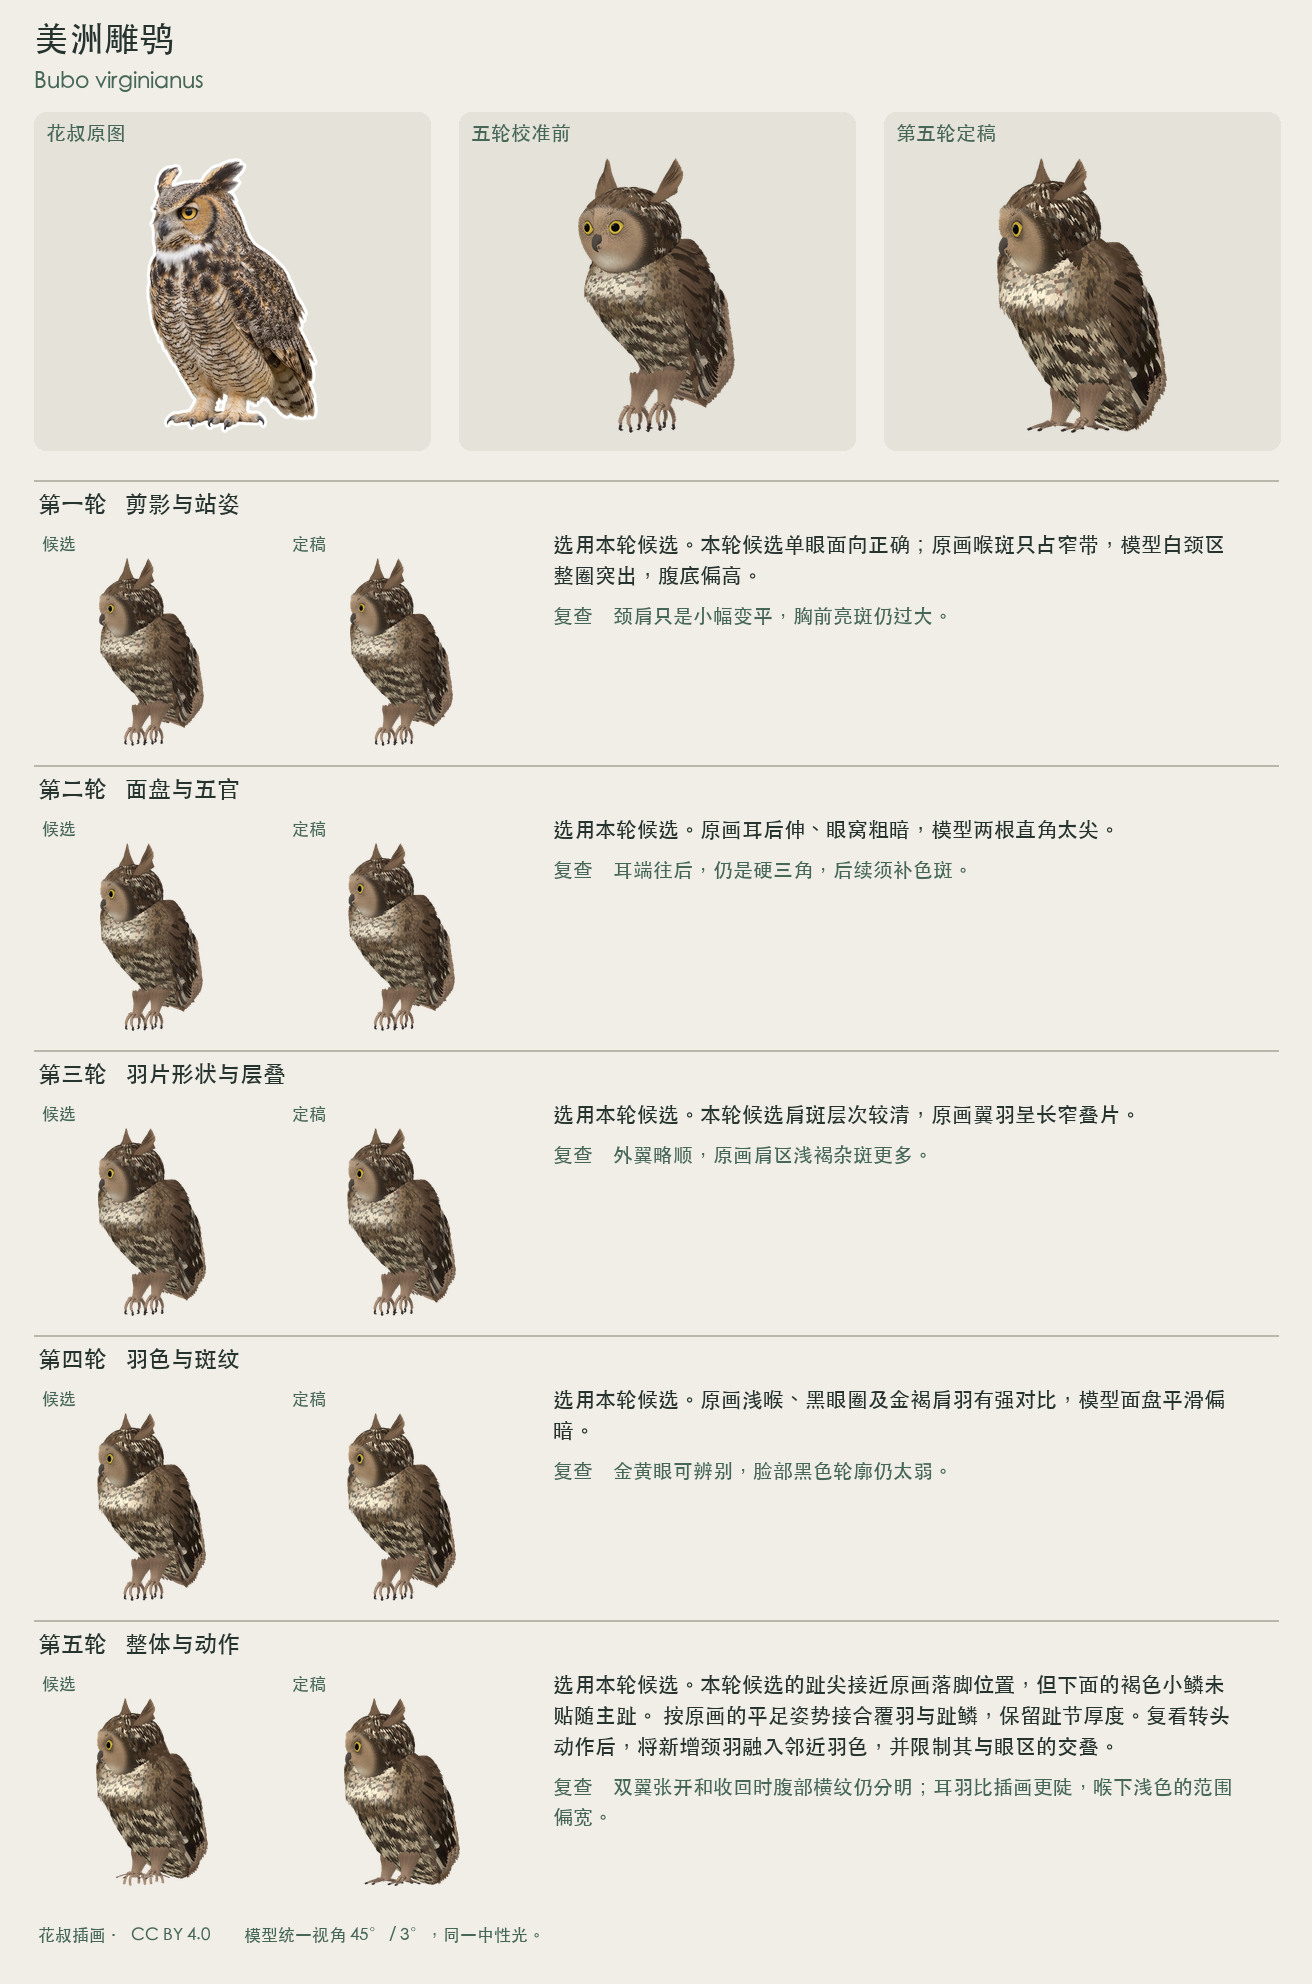 美洲雕鸮
Bubo virginianus
花叔原图
五轮校准前
第五轮定稿
第一轮 剪影与站姿
候选
定稿
选用本轮候选。本轮候选单眼面向正确；原画喉斑只占窄带，模型白颈区
整圈突出，腹底偏高。
复查 颈肩只是小幅变平，胸前亮斑仍过大。
第二轮 面盘与五官
候选
定稿
选用本轮候选。原画耳后伸、眼窝粗暗，模型两根直角太尖。
复查 耳端往后，仍是硬三角，后续须补色斑。
第三轮 羽片形状与层叠
候选
定稿
选用本轮候选。本轮候选肩斑层次较清，原画翼羽呈长窄叠片。
复查 外翼略顺，原画肩区浅褐杂斑更多。
第四轮 羽色与斑纹
候选
定稿
选用本轮候选。原画浅喉、黑眼圈及金褐肩羽有强对比，模型面盘平滑偏
暗。
复查 金黄眼可辨别，脸部黑色轮廓仍太弱。
第五轮 整体与动作
候选
定稿
选用本轮候选。本轮候选的趾尖接近原画落脚位置，但下面的褐色小鳞未
贴随主趾。 按原画的平足姿势接合覆羽与趾鳞，保留趾节厚度。复看转头
动作后，将新增颈羽融入邻近羽色，并限制其与眼区的交叠。
复查 双翼张开和收回时腹部横纹仍分明；耳羽比插画更陡，喉下浅色的范围
偏宽。
花叔插画 · CC BY 4.0 模型统一视角 45° / 3° ，同一中性光。